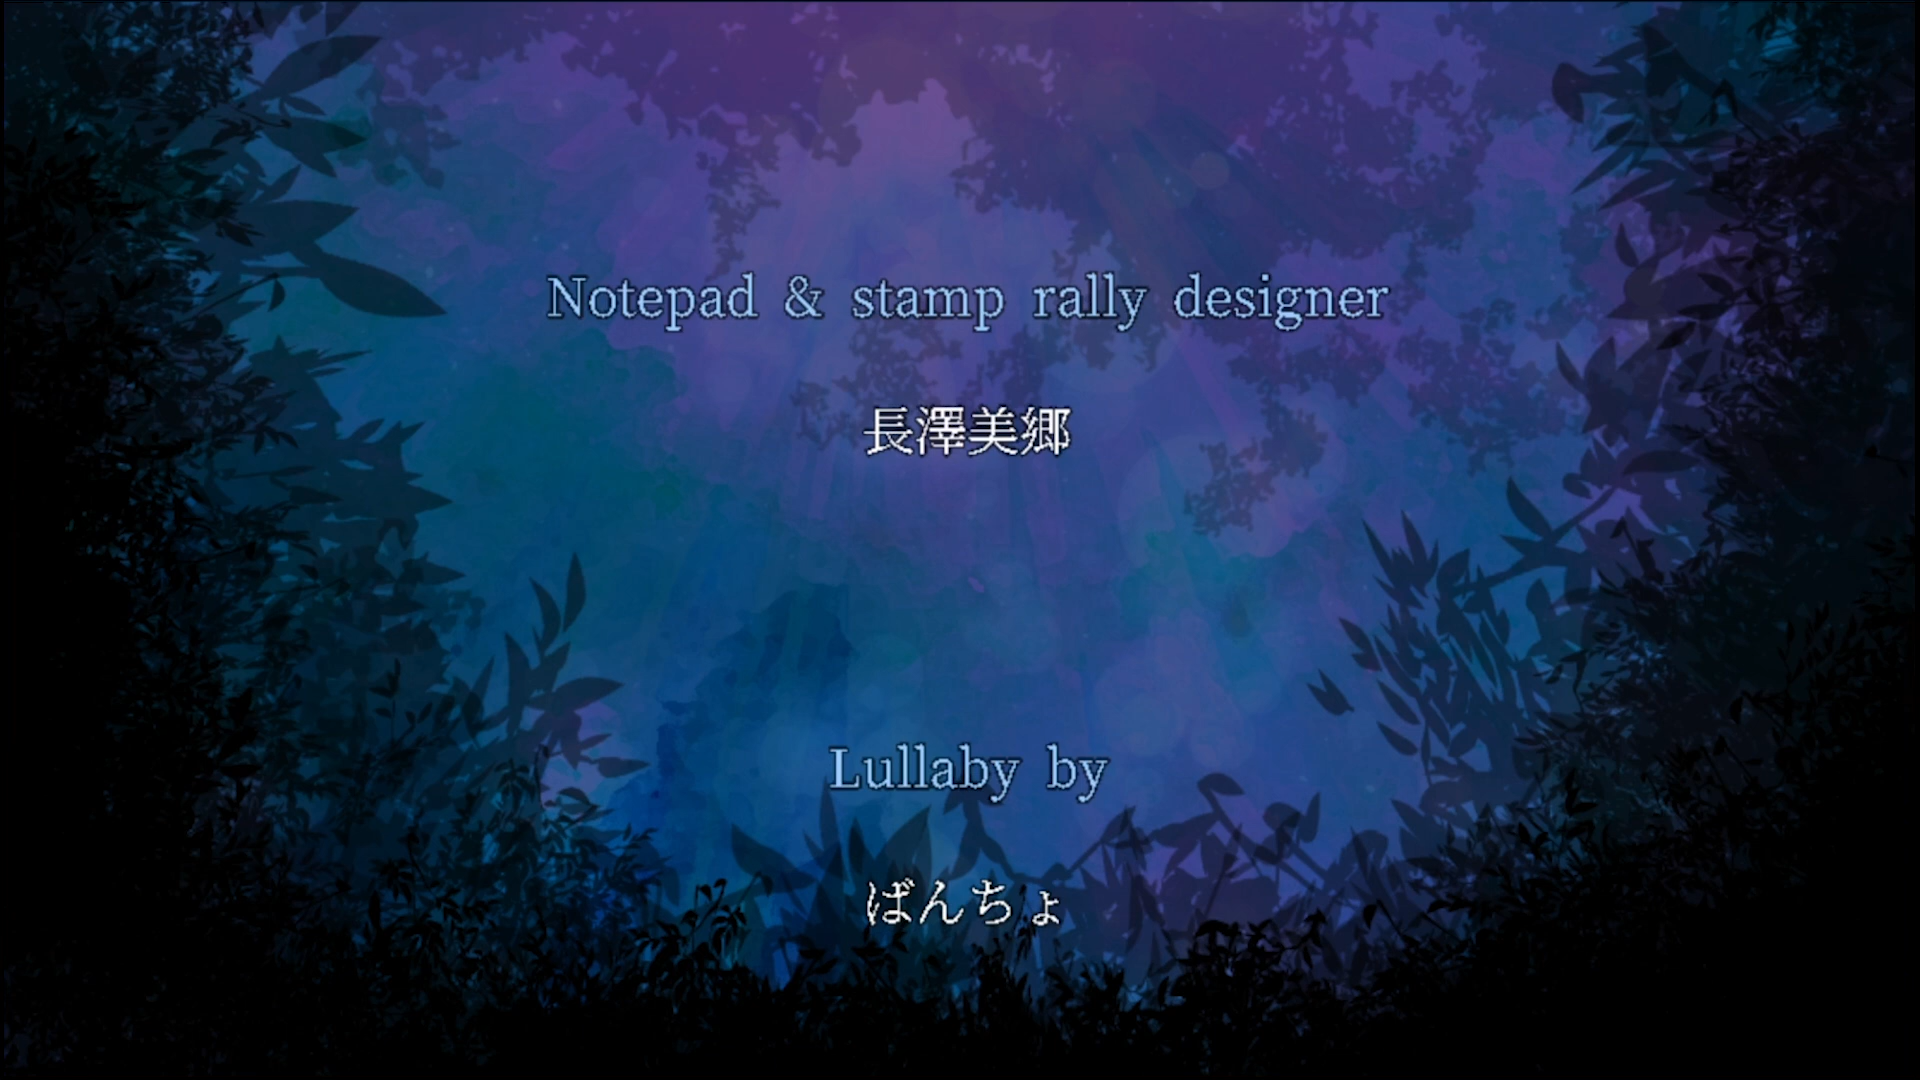 Notepad & stamp rally designer
長澤美郷
Lullaby by
ばんちょ